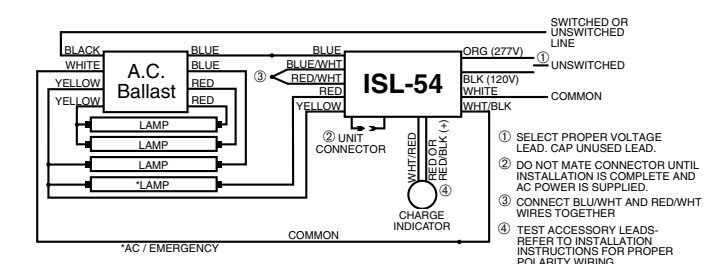 SWITCHED OR
UNSWITCHED
LINE
BLACK
BLUE
BLUE
ORG (277V)
①
WHITE
BLUE
BLUE/WHT
UNSWITCHED
A.C.
Ballast
ISL-54
YELLOW
RED
③
RED/WHT
BLK (120V)
RED
WHITE
COMMON
YELLOW
RED
YELLOW
WHT/BLK
LAMP
LAMP
LAMP
*LAMP
② UNIT
CONNECTOR
WHT/RED
RED OR
RED/BLK (+)
④
CHARGE
INDICATOR
COMMON
*AC / EMERGENCY
① SELECT PROPER VOLTAGE
LEAD. CAP UNUSED LEAD.
② DO NOT MATE CONNECTOR UNTIL
INSTALLATION IS COMPLETE AND
AC POWER IS SUPPLIED.
③ CONNECT BLU/WHT AND RED/WHT
WIRES TOGETHER
④ TEST ACCESSORY LEADS-
REFER TO INSTALLATION
INSTRUCTIONS FOR PROPER
POLARITY WIRING